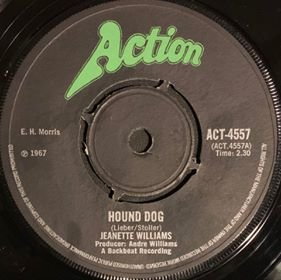 Action
E. H. Morris
ACT-4557
(ACT.4557A)
Time: 2.30
℗ 1967
HOUND DOG
(Lieber/Stoller)
JEANETTE WILLIAMS
Producer: Andre Williams
A Backbeat Recording